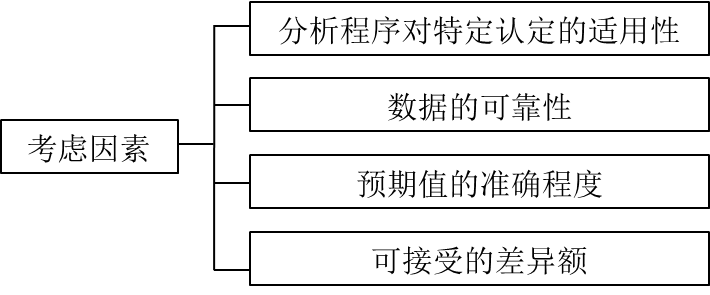 考虑因素
分析程序对特定认定的适用性
数据的可靠性
预期值的准确程度
可接受的差异额